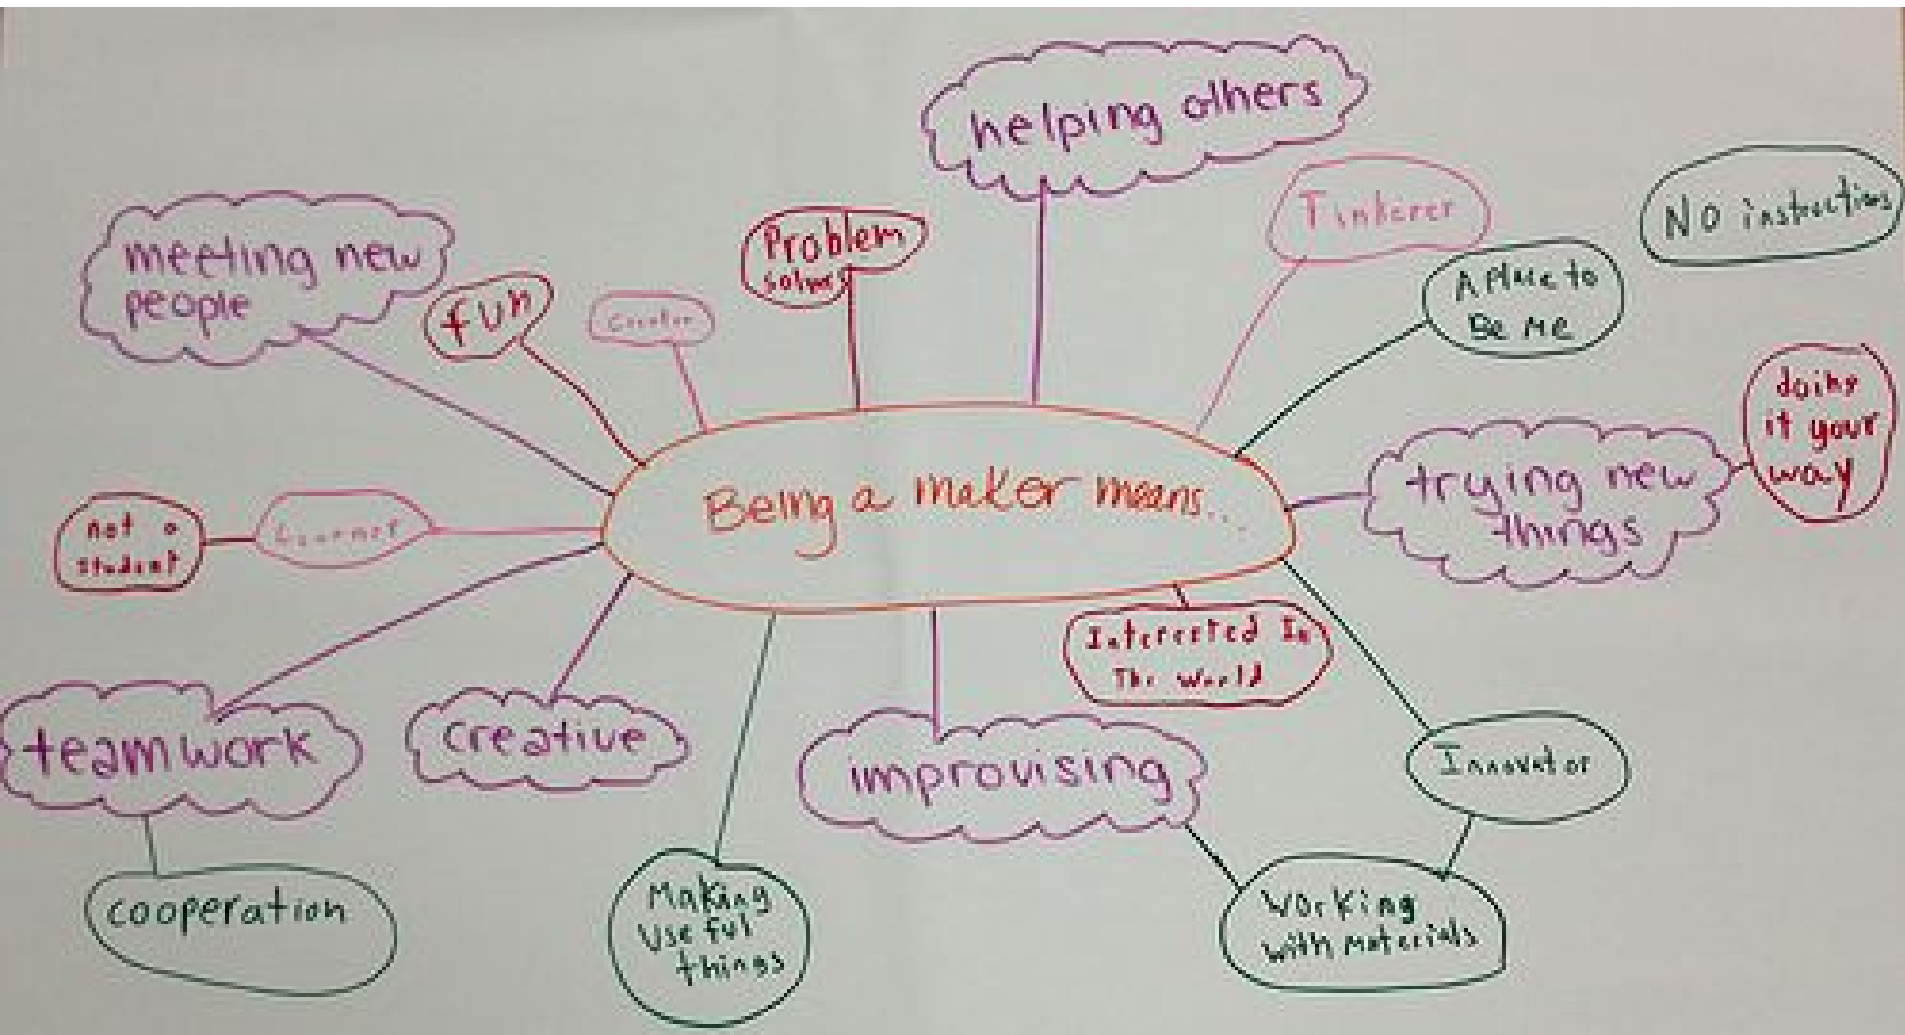 helping others
Tinkerer
NO instructions
meeting new
people
fun
Creator
Problem
solver
A Place to
Be Me
doing
it your
way
Being a maker means...
trying new
things
not a
student
Learner
Interested In
The World
teamwork
creative
improvising
Innovator
cooperation
Making
Useful
things
Working
with Materials